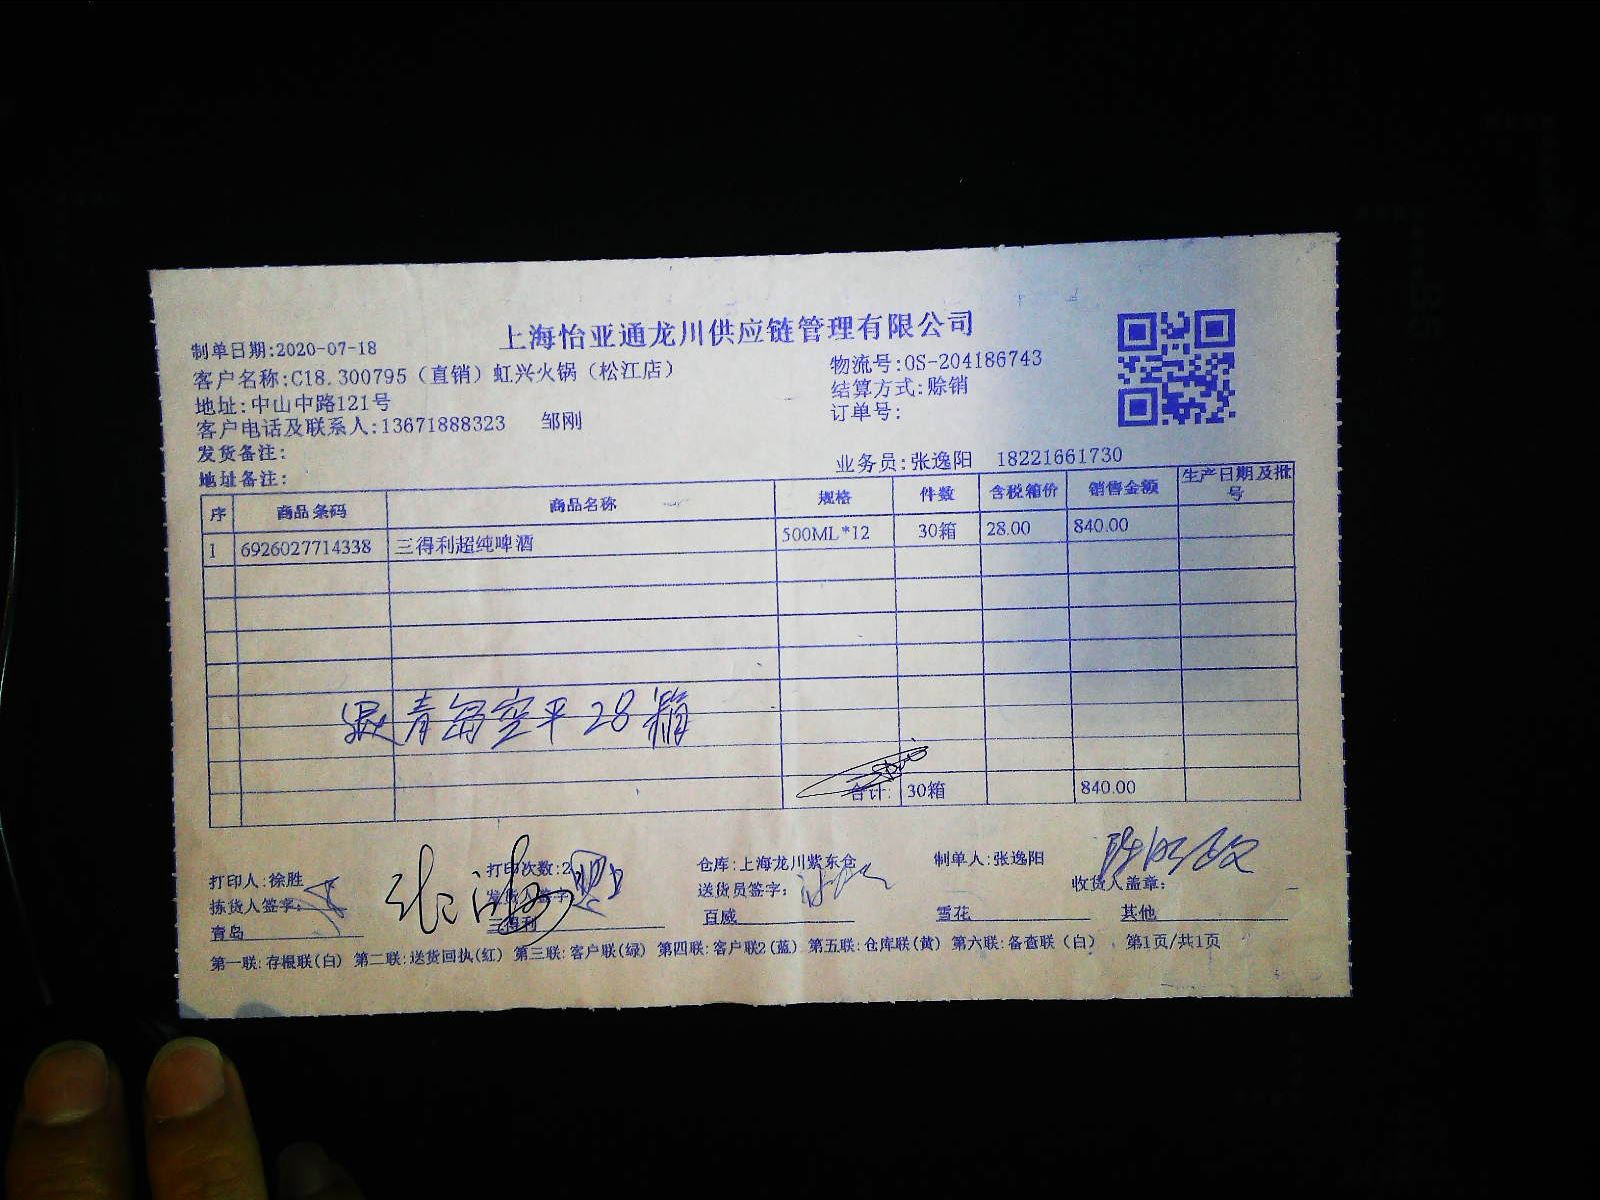 上海怡亚通龙川供应链管理有限公司
制单日期:2020-07-18
客户名称:C18.300795（直销）虹兴火锅（松江店） 物流号:OS-204186743
地址:中山中路121号 结算方式:赊销
客户电话及联系人:13671888323 邹刚 订单号:
发货备注:
地址备注: 业务员:张逸阳 18221661730
序 商品条码 商品名称 规格 件数 含税箱价 销售金额 生产日期及批号
1 6926027714338 三得利超纯啤酒 500ML*12 30箱 28.00 840.00
退青岛空平28箱
合计: 30箱 840.00
打印人:徐胜 打印次数:2 仓库:上海龙川紫东仓 制单人:张逸阳
拣货人签字: 发货人签字 送货员签字: 收货人盖章:
青岛 三得利 百威 雪花 其他
第一联:存根联(白) 第二联:送货回执(红) 第三联:客户联(绿) 第四联:客户联2(蓝) 第五联:仓库联(黄) 第六联:备查联（白） 第1页/共1页